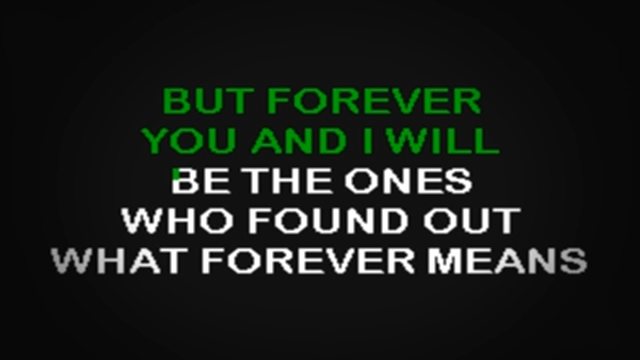 BUT FOREVER
YOU AND I WILL
BE THE ONES
WHO FOUND OUT
WHAT FOREVER MEANS